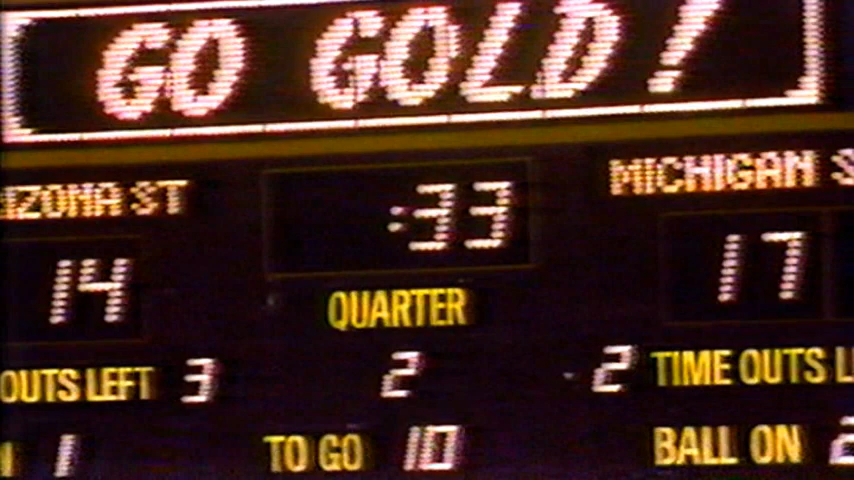 GO GOLD!
IZONA ST :33 MICHIGAN S
14 17
QUARTER
OUTS LEFT 3 2 2 TIME OUTS L
1 TO GO 10 BALL ON 2